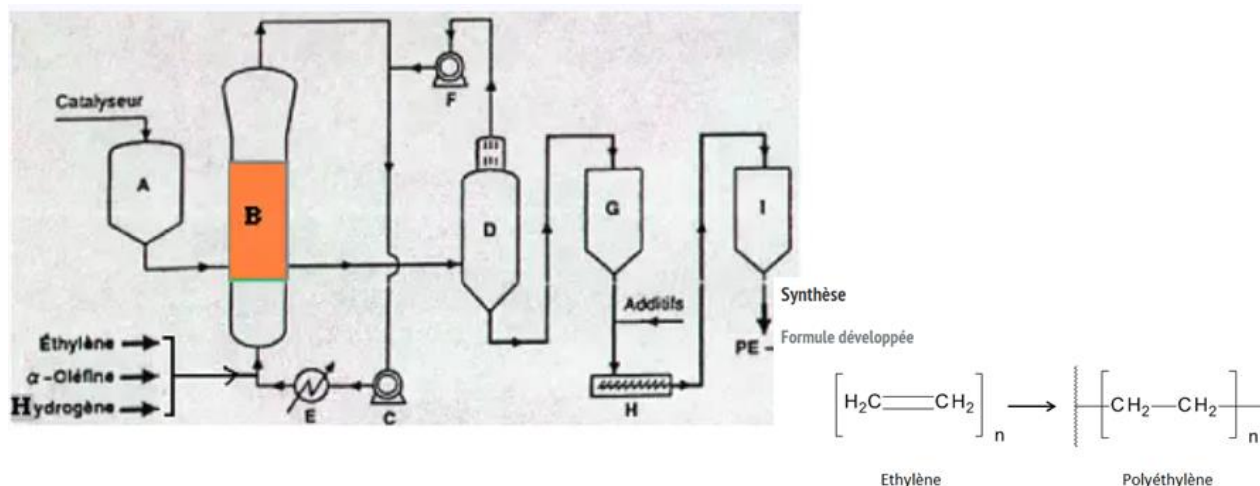 Catalyseur
A
B
F
D
G
I
Additifs
Éthylène
α-Oléfine
Hydrogène
E
C
H
PE -
Synthèse
Formule développée
H₂C CH₂
n
CH₂ CH₂
n
Ethylène
Polyéthylène